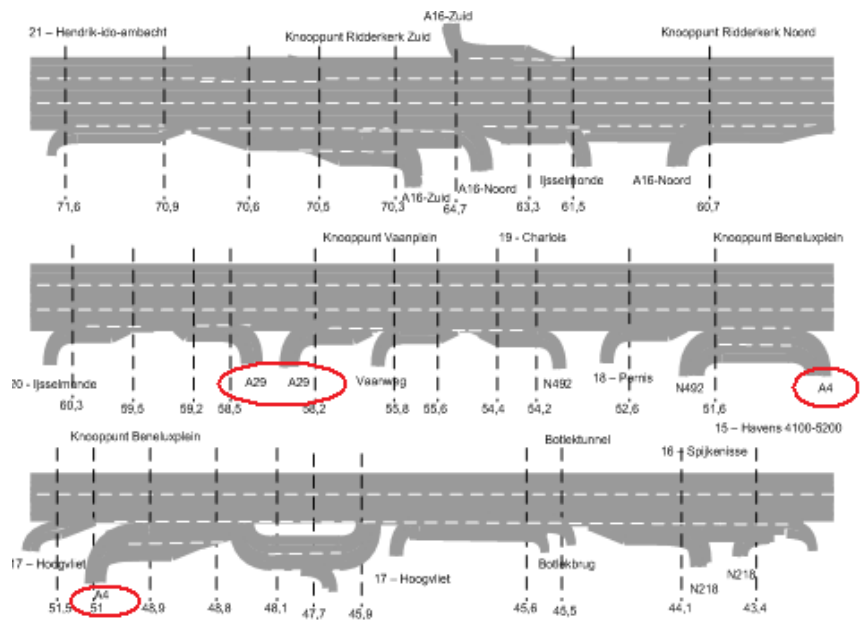 A16-Zuid
21 – Hendrik-ido-ambacht
Knooppunt Ridderkerk Zuid
Knooppunt Ridderkerk Noord
A16-Zuid
A16-Noord
Ijsselmonde
A16-Noord
71,6
70,9
70,6
70,5
70,3
64,7
63,3
61,5
60,7
Knooppunt Vaanplein
19 - Charlois
Knooppunt Beneluxplein
20 - Ijsselmonde
A29
A29
Vaanweg
N492
18 – Pernis
N492
A4
60,3
59,5
59,2
58,5
58,2
55,8
55,6
54,4
54,2
52,6
51,6
15 – Havens 4100-5200
Knooppunt Beneluxplein
Botlektunnel
16 – Spijkenisse
17 – Hoogvliet
A4
17 – Hoogvliet
Botlekbrug
N218
N218
51,5
51
48,9
48,8
48,1
47,7
45,9
45,6
45,5
44,1
43,4